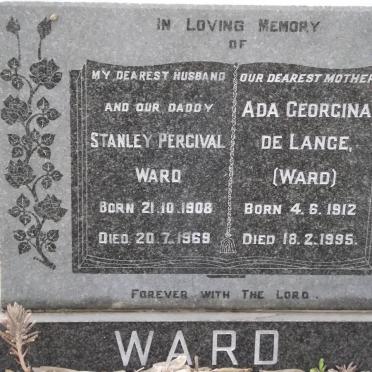 In Loving Memory
of
My dearest husband
and our daddy
Stanley Percival
Ward
Born 21.10.1908
Died 20.7.1969
Our dearest mother
Ada Georgina
de Lange,
(Ward)
Born 4.6.1912
Died 18.2.1995.
Forever with The Lord.
WARD